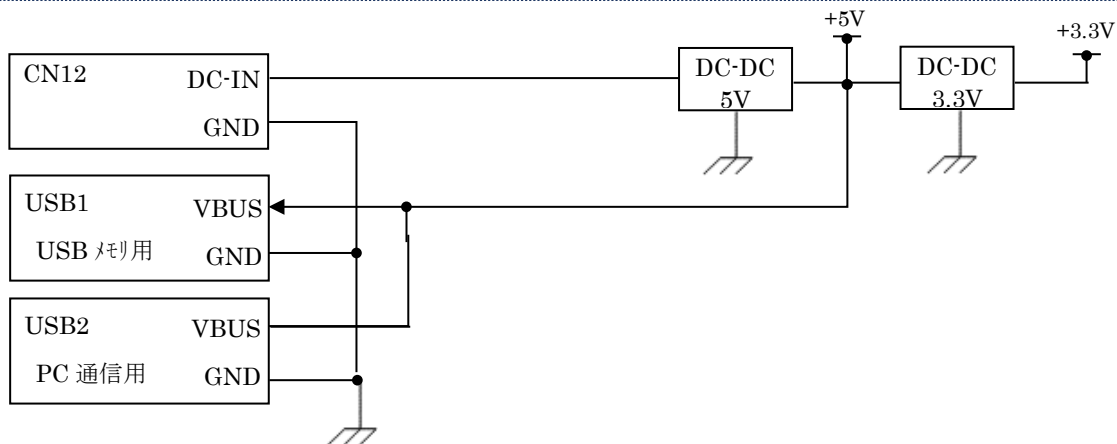 +5V
+3.3V
CN12
DC-IN
GND
DC-DC
5V
DC-DC
3.3V
USB1
VBUS
USB ﾒﾓﾘ用
GND
USB2
VBUS
PC 通信用
GND